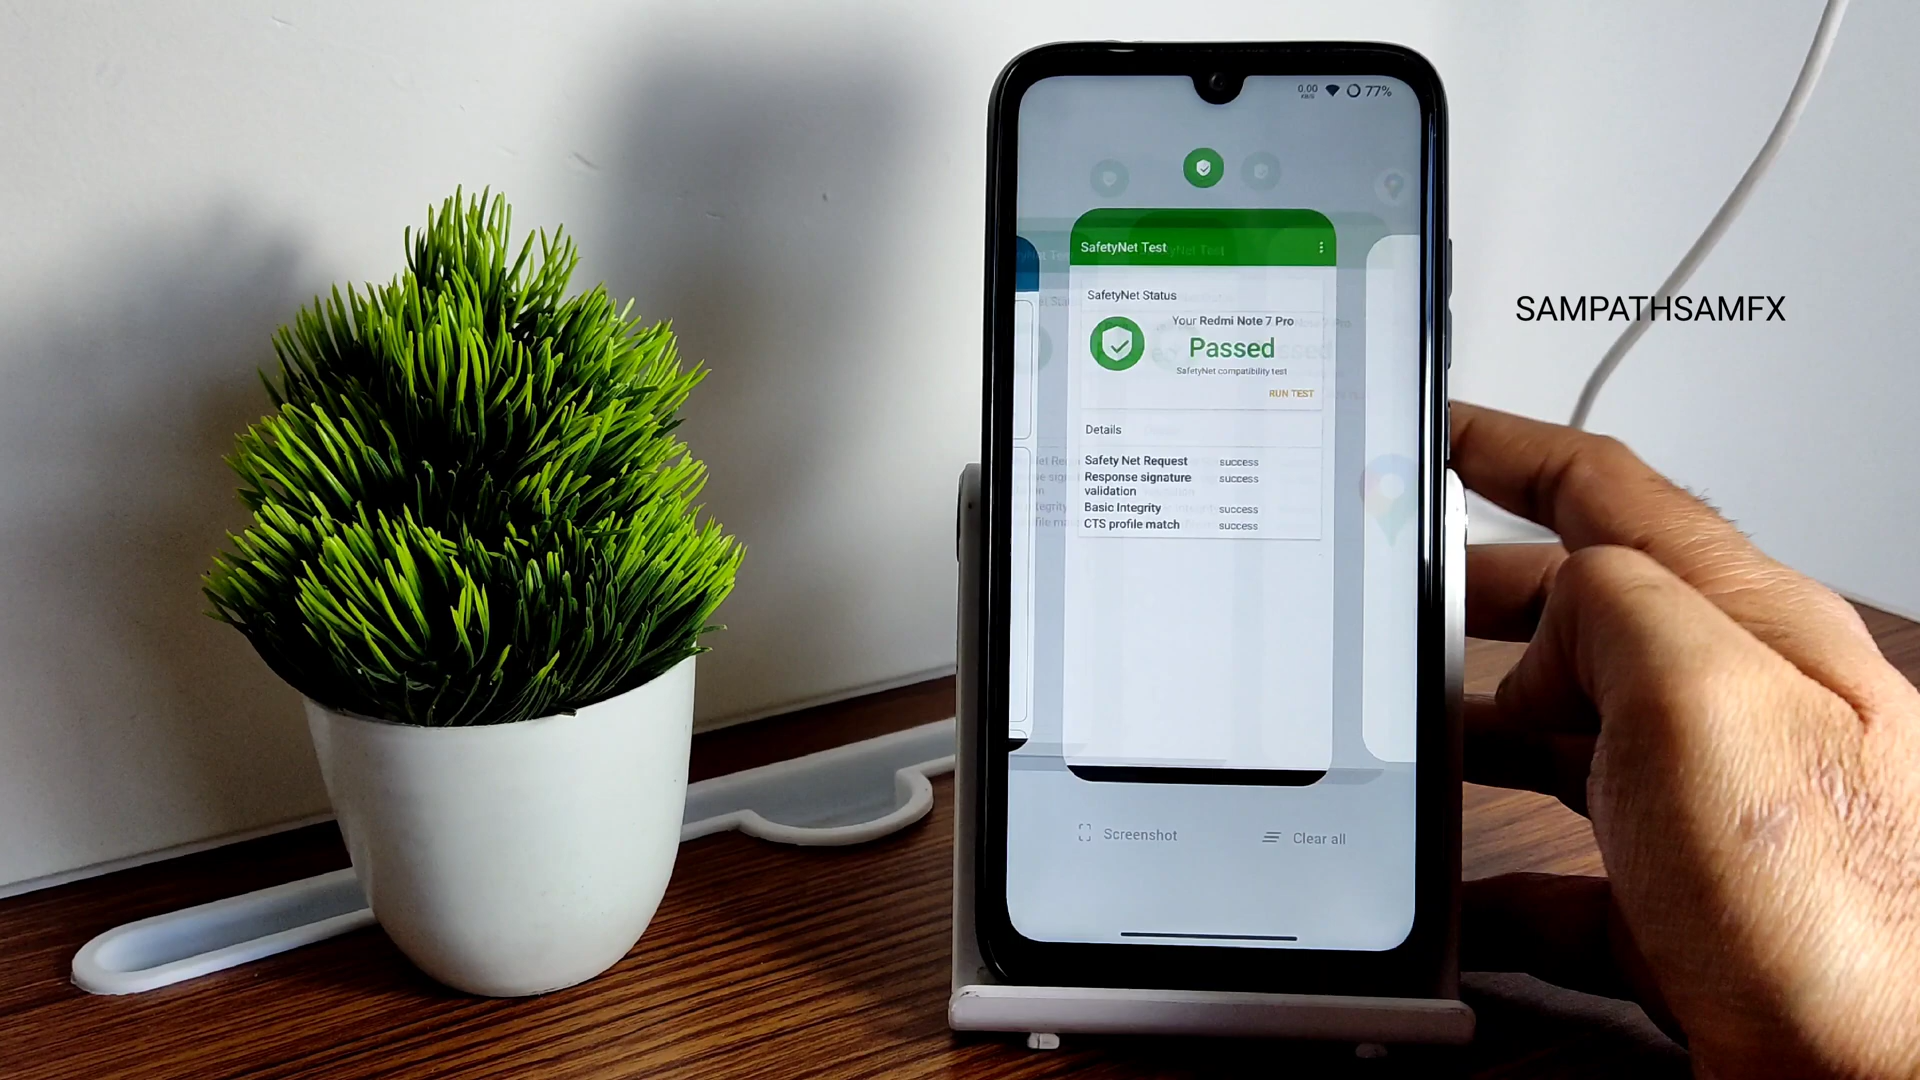 0.00
77%
SafetyNet Test
SafetyNet Status
Your Redmi Note 7 Pro
Passed
SafetyNet compatibility test
RUN TEST
Details
Safety Net Request success
Response signature validation success
Basic Integrity success
CTS profile match success
Screenshot
Clear all
SAMPATHSAMFX